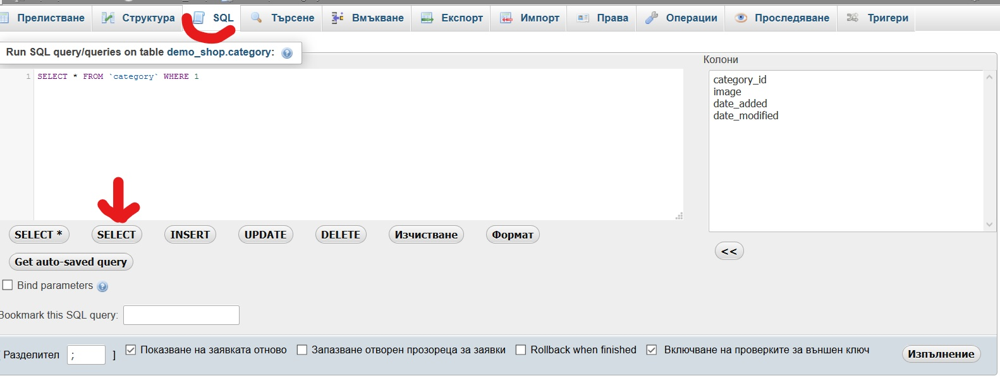 Прелистване Структура SQL Търсене Вмъкване Експорт Импорт Права Операции Проследяване Тригери
Run SQL query/queries on table demo_shop.category:
1 SELECT * FROM `category` WHERE 1
Колони
category_id
image
date_added
date_modified
SELECT * SELECT INSERT UPDATE DELETE Изчистване Формат
<<
Get auto-saved query
Bind parameters
Bookmark this SQL query:
[ Разделител ; ] Показване на заявката отново Запазване отворен прозореца за заявки Rollback when finished Включване на проверките за външен ключ Изпълнение